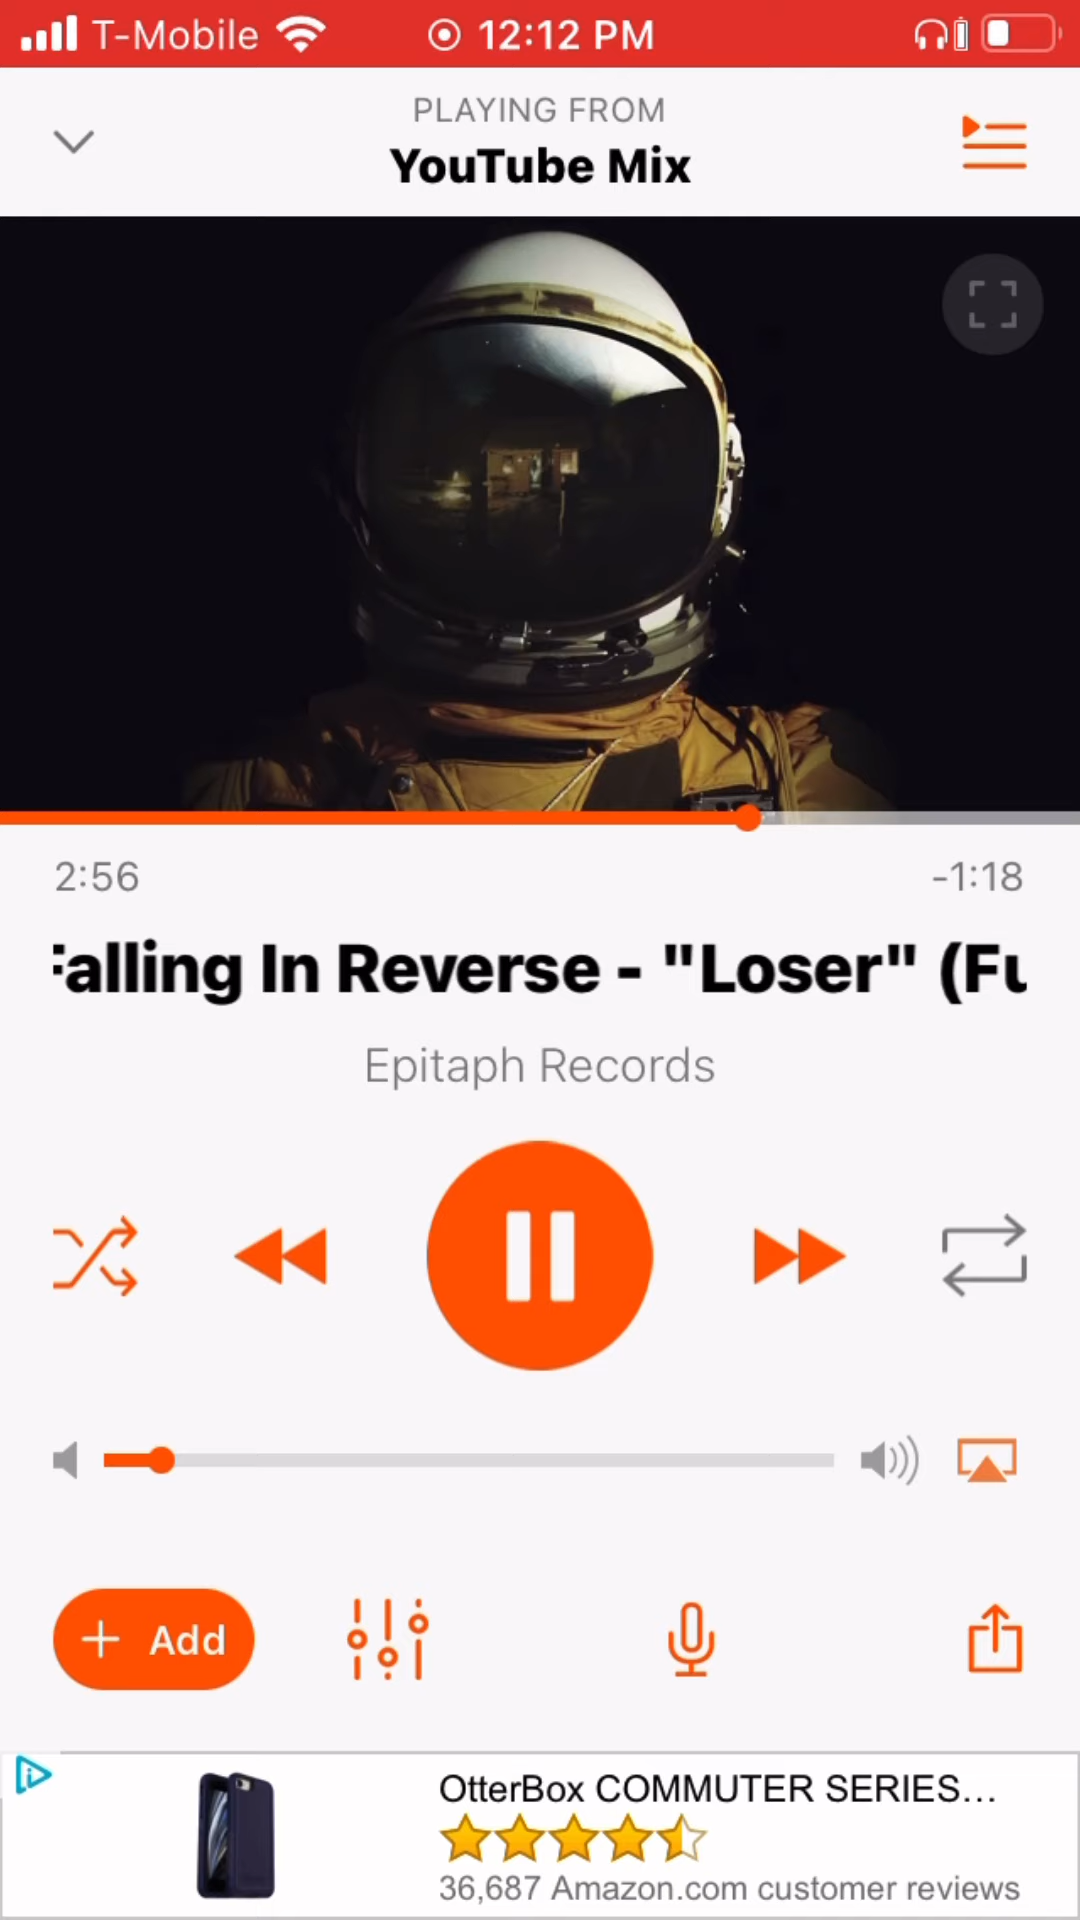 T-Mobile 12:12 PM
PLAYING FROM
YouTube Mix
2:56 -1:18
Falling In Reverse - "Loser" (Fu
Epitaph Records
+ Add
OtterBox COMMUTER SERIES...
36,687 Amazon.com customer reviews